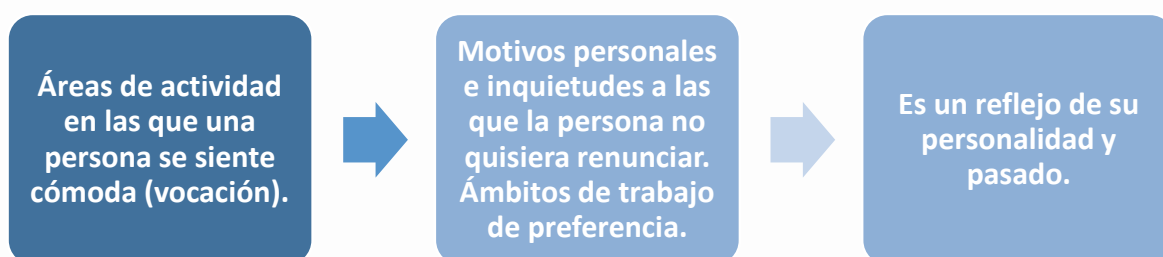 Áreas de actividad
en las que una
persona se siente
cómoda (vocación).
Motivos personales
e inquietudes a las
que la persona no
quisiera renunciar.
Ámbitos de trabajo
de preferencia.
Es un reflejo de su
personalidad y
pasado.